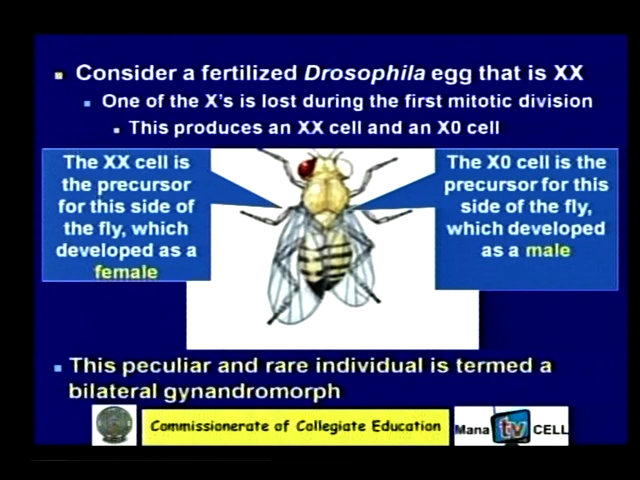 Consider a fertilized Drosophila egg that is XX
One of the X's is lost during the first mitotic division
This produces an XX cell and an X0 cell
The XX cell is
the precursor
for this side of
the fly, which
developed as a
female
The X0 cell is the
precursor for this
side of the fly,
which developed
as a male
This peculiar and rare individual is termed a
bilateral gynandromorph
Commissionerate of Collegiate Education
Mana tv CELL